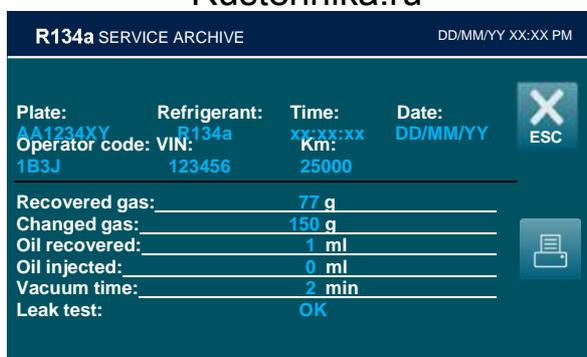 Rustehnika.ru
R134a SERVICE ARCHIVE DD/MM/YY XX:XX PM
Plate: Refrigerant: Time: Date:
AA1234XY R134a xx:xx:xx DD/MM/YY
ESC
Operator code: VIN: Km:
1B3J 123456 25000
Recovered gas: 77 g
Changed gas: 150 g
Oil recovered: 1 ml
Oil injected: 0 ml
Vacuum time: 2 min
Leak test: OK